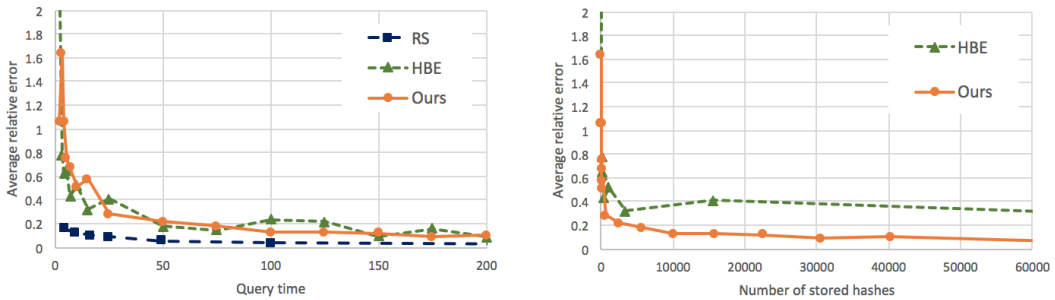 2
1.8
1.6
1.4
1.2
1
0.8
0.6
0.4
0.2
0
Average relative error
0 50 100 150 200
Query time
RS
HBE
Ours
2
1.8
1.6
1.4
1.2
1
0.8
0.6
0.4
0.2
0
Average relative error
0 10000 20000 30000 40000 50000 60000
Number of stored hashes
HBE
Ours